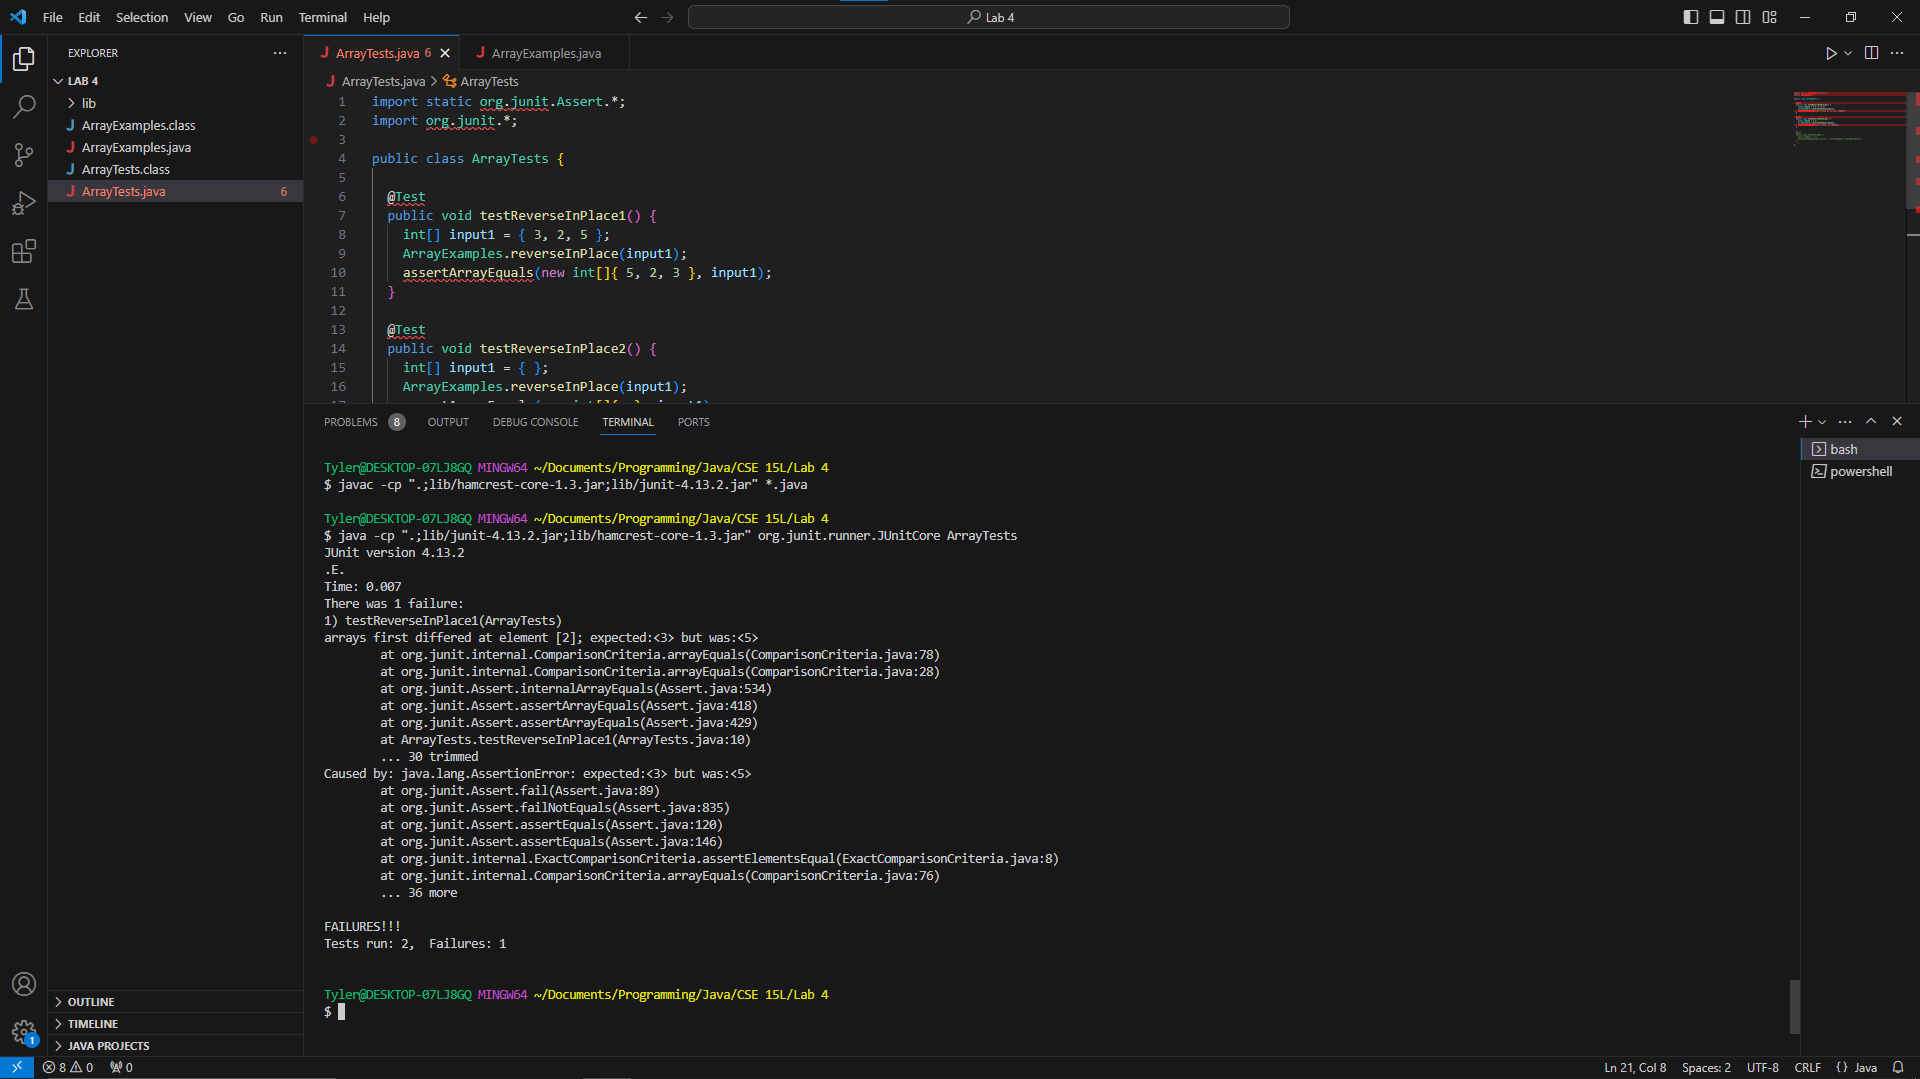 File Edit Selection View Go Run Terminal Help
Lab 4
EXPLORER
LAB 4
lib
J ArrayExamples.class
J ArrayExamples.java
J ArrayTests.class
J ArrayTests.java 6
OUTLINE
TIMELINE
JAVA PROJECTS
J ArrayTests.java 6
J ArrayExamples.java
J ArrayTests.java > ArrayTests
1 import static org.junit.Assert.*;
2 import org.junit.*;
3
4 public class ArrayTests {
5
6 @Test
7 public void testReverseInPlace1() {
8 int[] input1 = { 3, 2, 5 };
9 ArrayExamples.reverseInPlace(input1);
10 assertArrayEquals(new int[]{ 5, 2, 3 }, input1);
11 }
12
13 @Test
14 public void testReverseInPlace2() {
15 int[] input1 = { };
16 ArrayExamples.reverseInPlace(input1);
PROBLEMS 8 OUTPUT DEBUG CONSOLE TERMINAL PORTS
bash
powershell
Tyler@DESKTOP-07LJ8GQ MINGW64 ~/Documents/Programming/Java/CSE 15L/Lab 4
$ javac -cp ".;lib/hamcrest-core-1.3.jar;lib/junit-4.13.2.jar" *.java
Tyler@DESKTOP-07LJ8GQ MINGW64 ~/Documents/Programming/Java/CSE 15L/Lab 4
$ java -cp ".;lib/junit-4.13.2.jar;lib/hamcrest-core-1.3.jar" org.junit.runner.JUnitCore ArrayTests
JUnit version 4.13.2
.E.
Time: 0.007
There was 1 failure:
1) testReverseInPlace1(ArrayTests)
arrays first differed at element [2]; expected:<3> but was:<5>
at org.junit.internal.ComparisonCriteria.arrayEquals(ComparisonCriteria.java:78)
at org.junit.internal.ComparisonCriteria.arrayEquals(ComparisonCriteria.java:28)
at org.junit.Assert.internalArrayEquals(Assert.java:534)
at org.junit.Assert.assertArrayEquals(Assert.java:418)
at org.junit.Assert.assertArrayEquals(Assert.java:429)
at ArrayTests.testReverseInPlace1(ArrayTests.java:10)
... 30 trimmed
Caused by: java.lang.AssertionError: expected:<3> but was:<5>
at org.junit.Assert.fail(Assert.java:89)
at org.junit.Assert.failNotEquals(Assert.java:835)
at org.junit.Assert.assertEquals(Assert.java:120)
at org.junit.Assert.assertEquals(Assert.java:146)
at org.junit.internal.ExactComparisonCriteria.assertElementsEqual(ExactComparisonCriteria.java:8)
at org.junit.internal.ComparisonCriteria.arrayEquals(ComparisonCriteria.java:76)
... 36 more
FAILURES!!!
Tests run: 2,  Failures: 1
Tyler@DESKTOP-07LJ8GQ MINGW64 ~/Documents/Programming/Java/CSE 15L/Lab 4
$
1
8 0 0
Ln 21, Col 8 Spaces: 2 UTF-8 CRLF {} Java